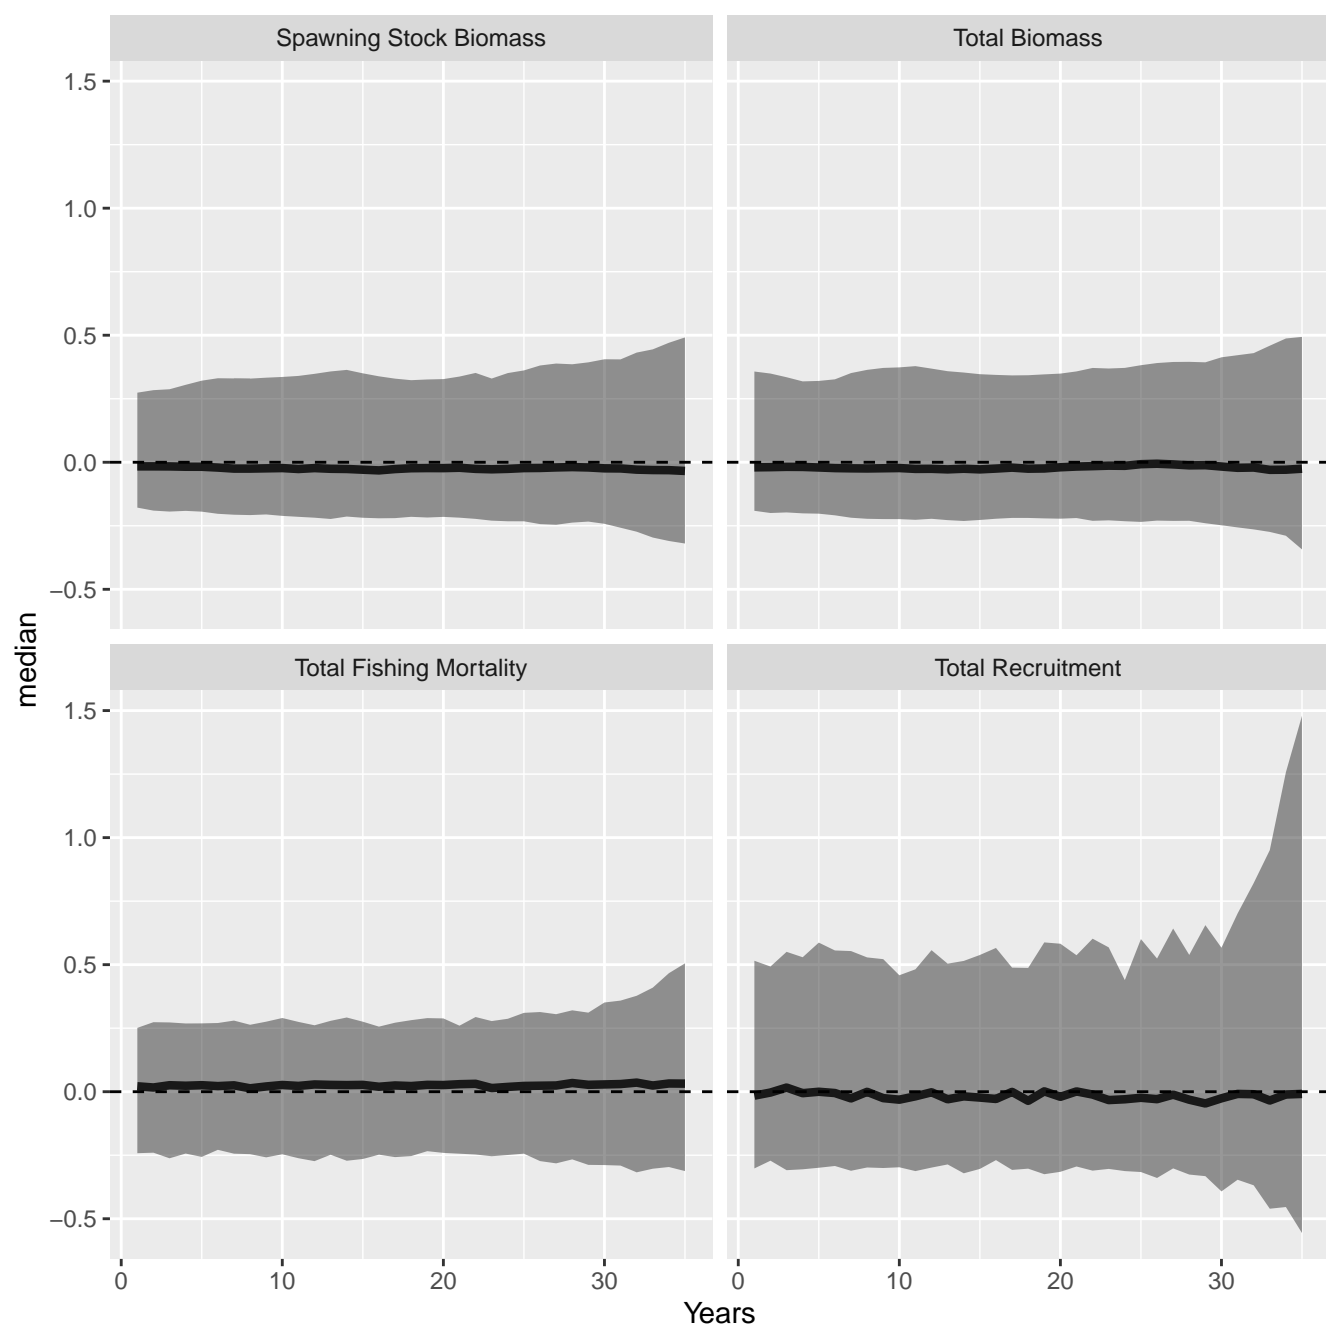 Spawning Stock Biomass
Total Biomass
1.5
1.0
0.5
0.0
−0.5
Total Fishing Mortality
Total Recruitment
1.5
1.0
0.5
0.0
−0.5
0 10 20 30
0 10 20 30
Years
median